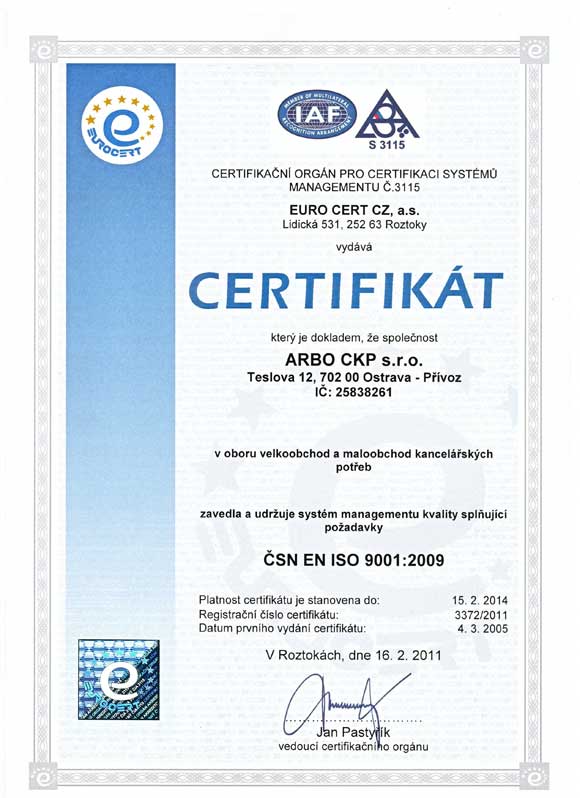 EUROCERT
MEMBER OF MULTILATERAL
IAF
RECOGNITION ARRANGEMENT
S 3115
CERTIFIKAČNÍ ORGÁN PRO CERTIFIKACI SYSTÉMŮ
MANAGEMENTU Č.3115
EURO CERT CZ, a.s.
Lidická 531, 252 63 Roztoky
vydává
CERTIFIKÁT
který je dokladem, že společnost
ARBO CKP s.r.o.
Teslova 12, 702 00 Ostrava - Přívoz
IČ: 25838261
v oboru velkoobchod a maloobchod kancelářských
potřeb
zavedla a udržuje systém managementu kvality splňující
požadavky
ČSN EN ISO 9001:2009
Platnost certifikátu je stanovena do: 15. 2. 2014
Registrační číslo certifikátu: 3372/2011
Datum prvního vydání certifikátu: 4. 3. 2005
V Roztokách, dne 16. 2. 2011
Jan Pastyřík
vedoucí certifikačního orgánu
EUROCERT